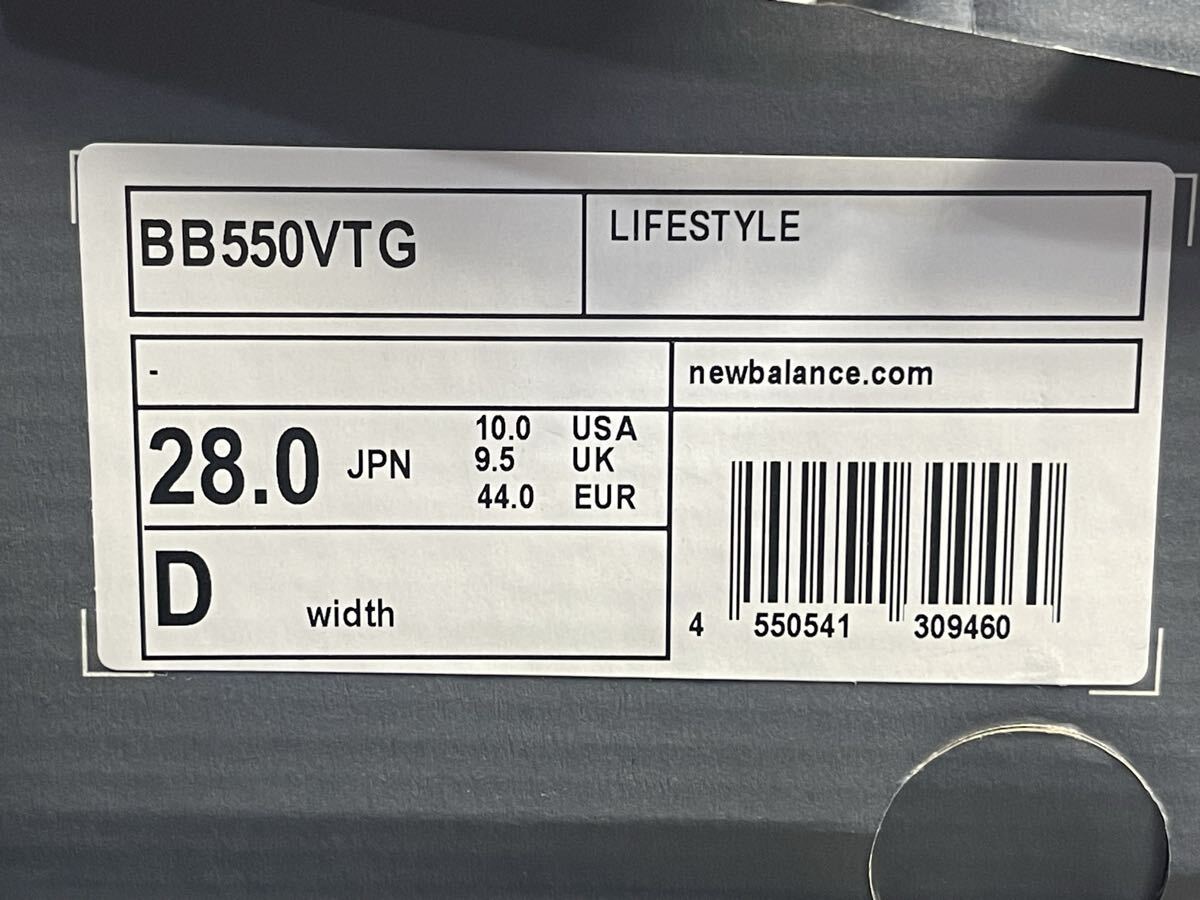 BB550VTG
LIFESTYLE
-
newbalance.com
28.0 JPN
10.0 USA
9.5 UK
44.0 EUR
D width
4 550541 309460